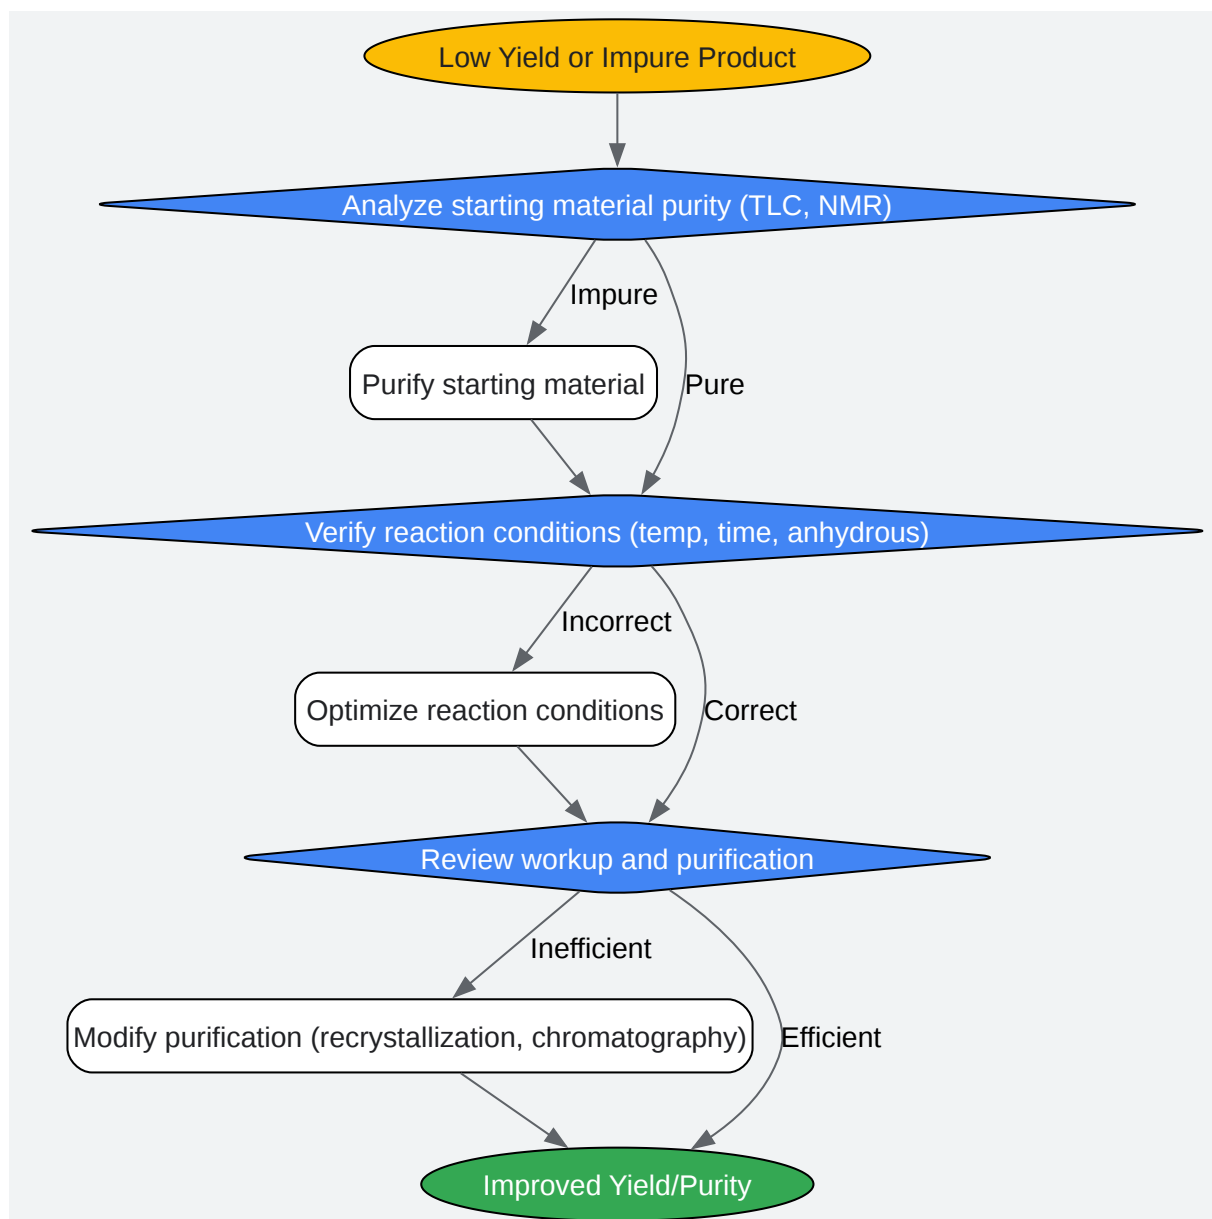 Low Yield or Impure Product
Analyze starting material purity (TLC, NMR)
Impure
Purify starting material
Pure
Verify reaction conditions (temp, time, anhydrous)
Incorrect
Optimize reaction conditions
Correct
Review workup and purification
Inefficient
Modify purification (recrystallization, chromatography)
Efficient
Improved Yield/Purity